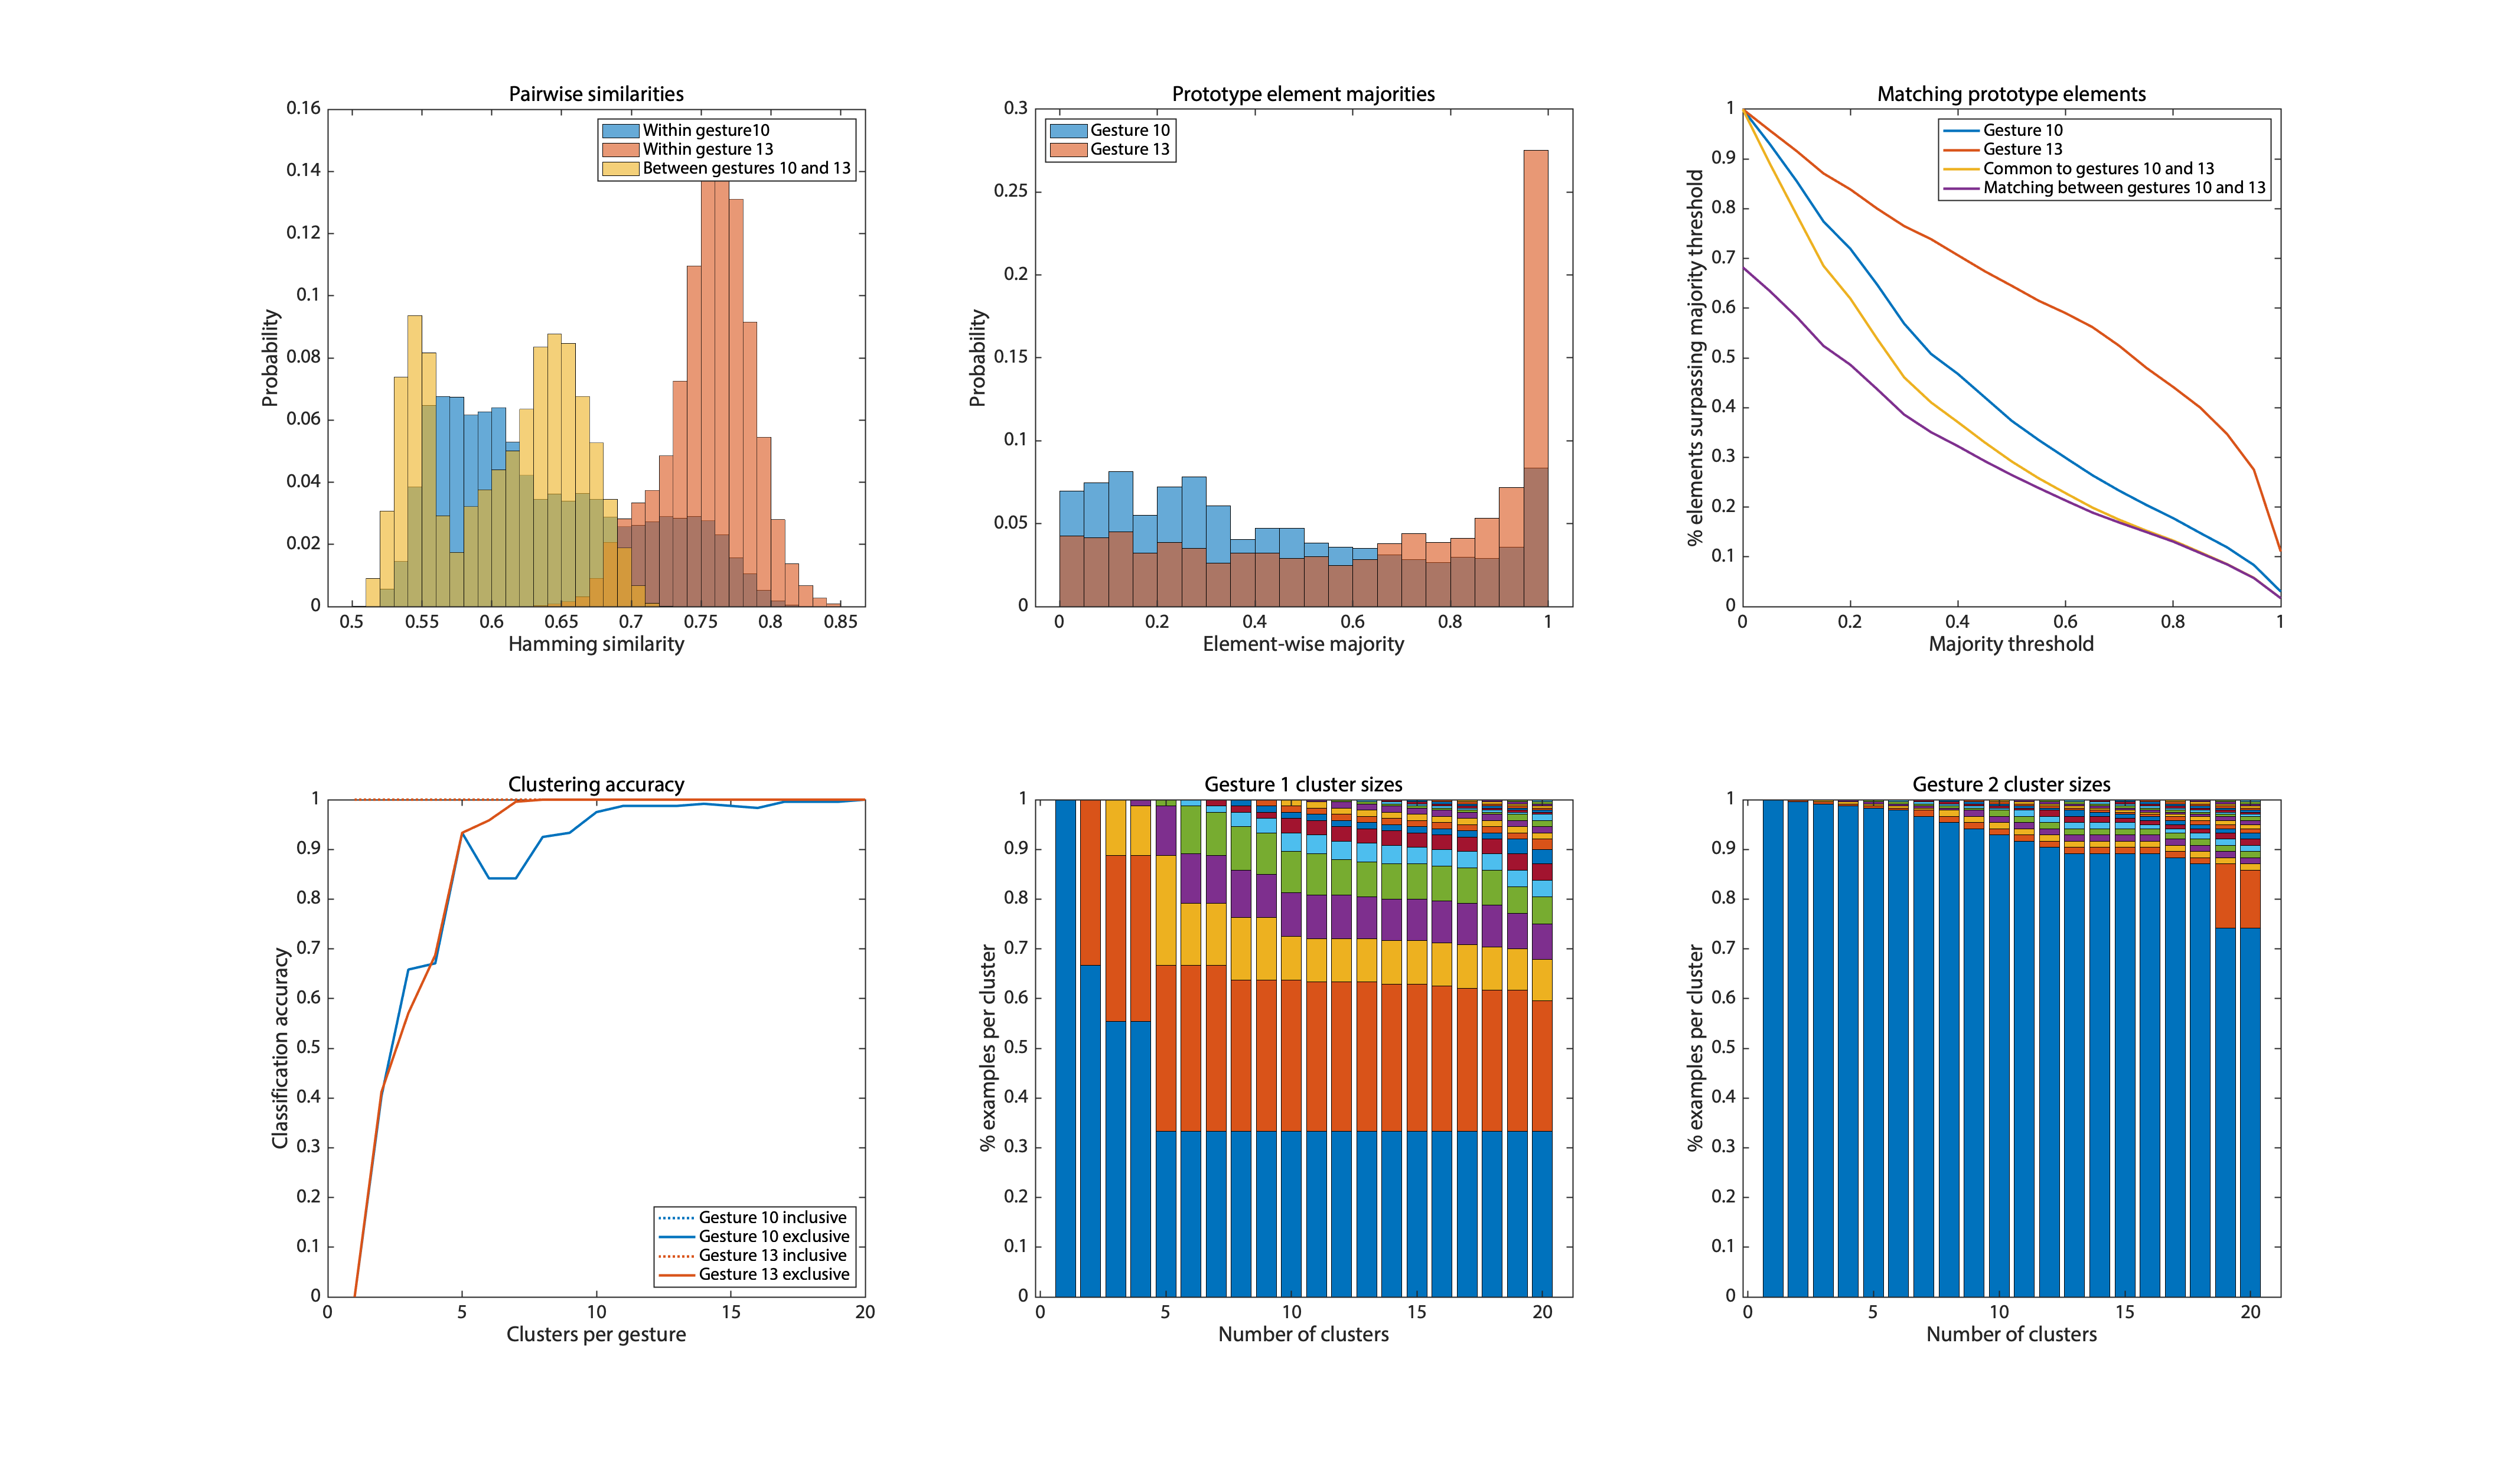 Pairwise similarities
0.16
0.14
0.12
0.1
0.08
0.06
0.04
0.02
0
Probability
Within gesture10
Within gesture 13
Between gestures 10 and 13
0.5 0.55 0.6 0.65 0.7 0.75 0.8 0.85
Hamming similarity
Prototype element majorities
0.3
0.25
0.2
0.15
0.1
0.05
0
Probability
Gesture 10
Gesture 13
0 0.2 0.4 0.6 0.8 1
Element-wise majority
Matching prototype elements
1
0.9
0.8
0.7
0.6
0.5
0.4
0.3
0.2
0.1
0
% elements surpassing majority threshold
Gesture 10
Gesture 13
Common to gestures 10 and 13
Matching between gestures 10 and 13
0 0.2 0.4 0.6 0.8 1
Majority threshold
Clustering accuracy
1
0.9
0.8
0.7
0.6
0.5
0.4
0.3
0.2
0.1
0
Classification accuracy
Gesture 10 inclusive
Gesture 10 exclusive
Gesture 13 inclusive
Gesture 13 exclusive
0 5 10 15 20
Clusters per gesture
Gesture 1 cluster sizes
1
0.9
0.8
0.7
0.6
0.5
0.4
0.3
0.2
0.1
0
% examples per cluster
0 5 10 15 20
Number of clusters
Gesture 2 cluster sizes
1
0.9
0.8
0.7
0.6
0.5
0.4
0.3
0.2
0.1
0
% examples per cluster
0 5 10 15 20
Number of clusters